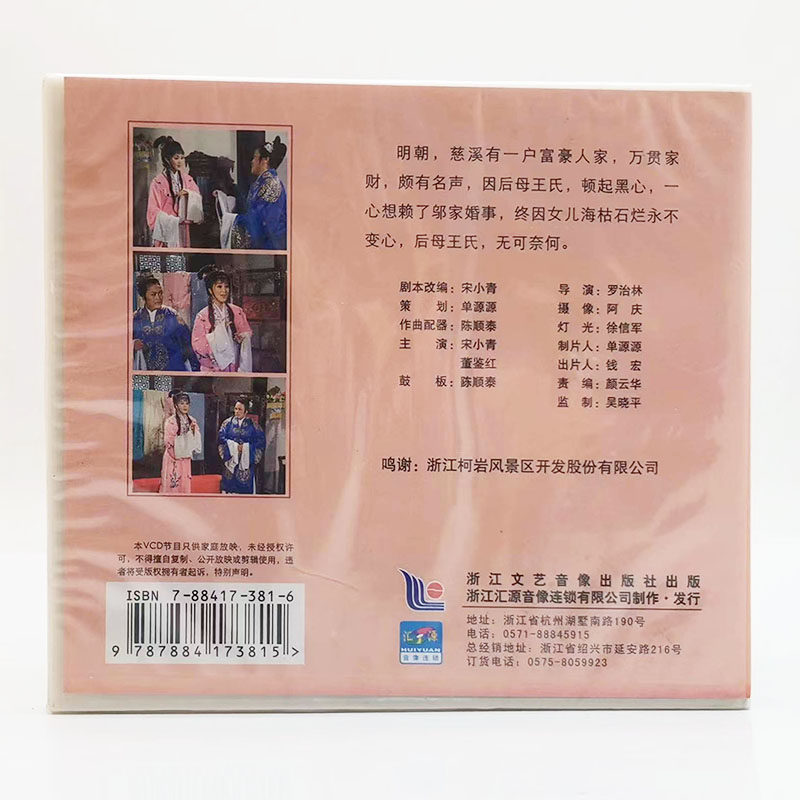 明朝，慈溪有一户富豪人家，万贯家
财，颇有名声，因后母王氏，顿起黑心，一
心想赖了邬家婚事，终因女儿海枯石烂永不
变心，后母王氏，无可奈何。
剧本改编：宋小青 导演：罗治林
策划：单源源 摄像：阿庆
作曲配器：陈顺泰 灯光：徐信军
主演：宋小青 制片人：单源源
董鉴红 出片人：钱宏
鼓板：陈顺泰 责编：颜云华
监制：吴晓平
鸣谢：浙江柯岩风景区开发股份有限公司
本VCD节目只供家庭放映，未经授权许
可，不得擅自复制、公开放映或剪辑使用，违
者将受版权拥有者起诉，特别声明。
ISBN 7-88417-381-6
9 787884 173815 >
浙江文艺音像出版社出版
浙江汇源音像连锁有限公司制作·发行
汇源
HUIYUAN
音像连锁
地址：浙江省杭州湖墅南路190号
电话：0571-88845915
总经销地址：浙江省绍兴市延安路216号
订货电话：0575-8059923